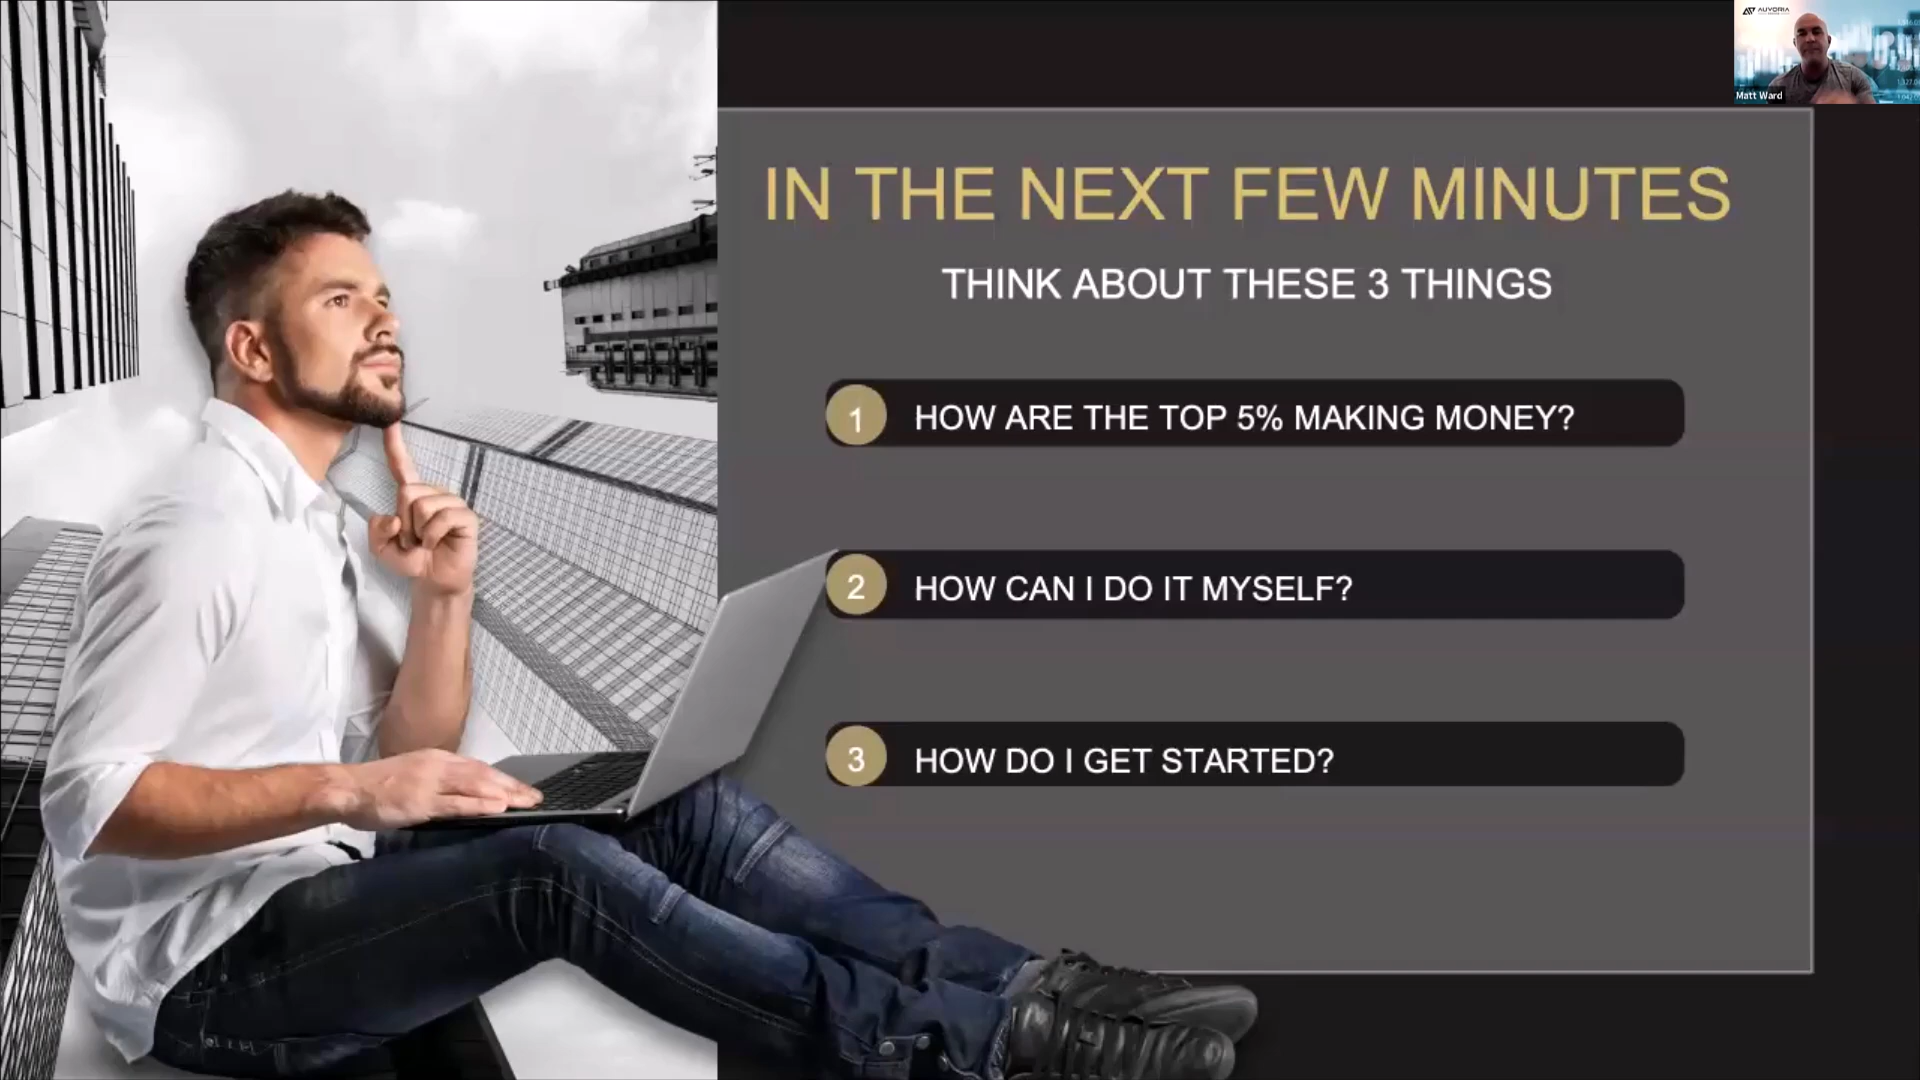 AUVORIA
Matt Ward
IN THE NEXT FEW MINUTES
THINK ABOUT THESE 3 THINGS
1 HOW ARE THE TOP 5% MAKING MONEY?
2 HOW CAN I DO IT MYSELF?
3 HOW DO I GET STARTED?